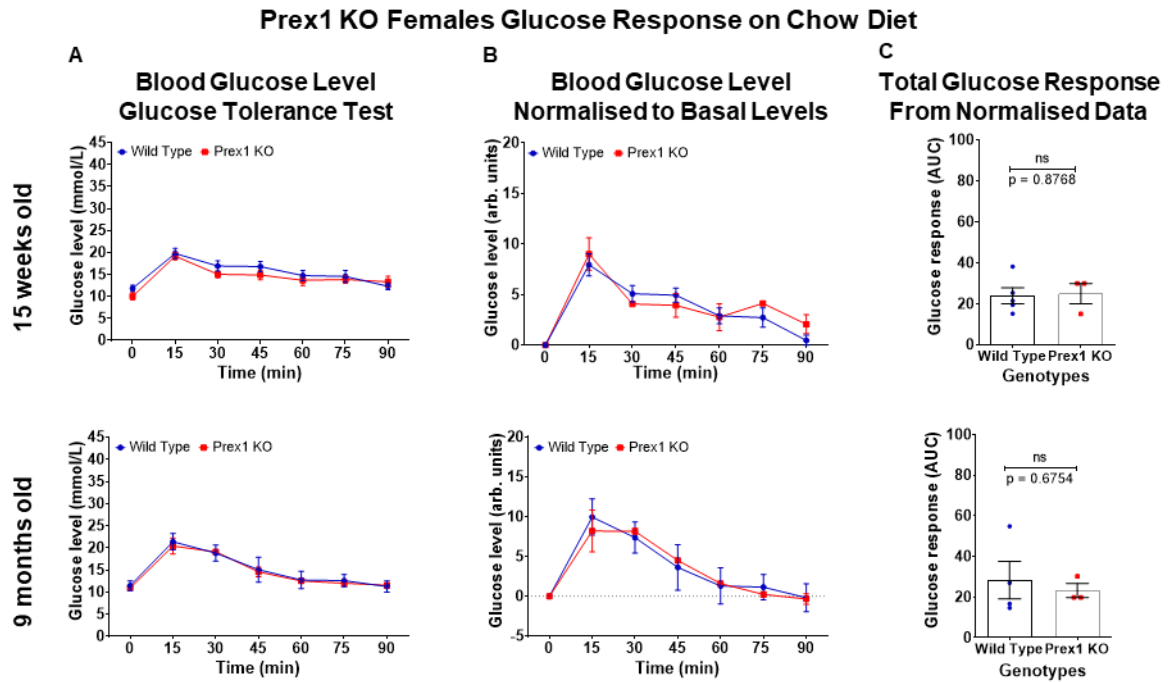 Prex1 KO Females Glucose Response on Chow Diet
A
Blood Glucose Level
Glucose Tolerance Test
B
Blood Glucose Level
Normalised to Basal Levels
C
Total Glucose Response
From Normalised Data
15 weeks old
Glucose level (mmol/L)
45
40
35
30
25
20
15
10
5
0
Wild Type Prex1 KO
0 15 30 45 60 75 90
Time (min)
Glucose level (arb. units)
20
15
10
5
0
Wild Type Prex1 KO
0 15 30 45 60 75 90
Time (min)
Glucose response (AUC)
100
80
60
40
20
0
ns
p = 0.8768
Wild Type Prex1 KO
Genotypes
9 months old
Glucose level (mmol/L)
45
40
35
30
25
20
15
10
5
0
Wild Type Prex1 KO
0 15 30 45 60 75 90
Time (min)
Glucose level (arb. units)
20
15
10
5
0
-5
Wild Type Prex1 KO
0 15 30 45 60 75 90
Time (min)
Glucose response (AUC)
100
80
60
40
20
0
ns
p = 0.6754
Wild Type Prex1 KO
Genotypes